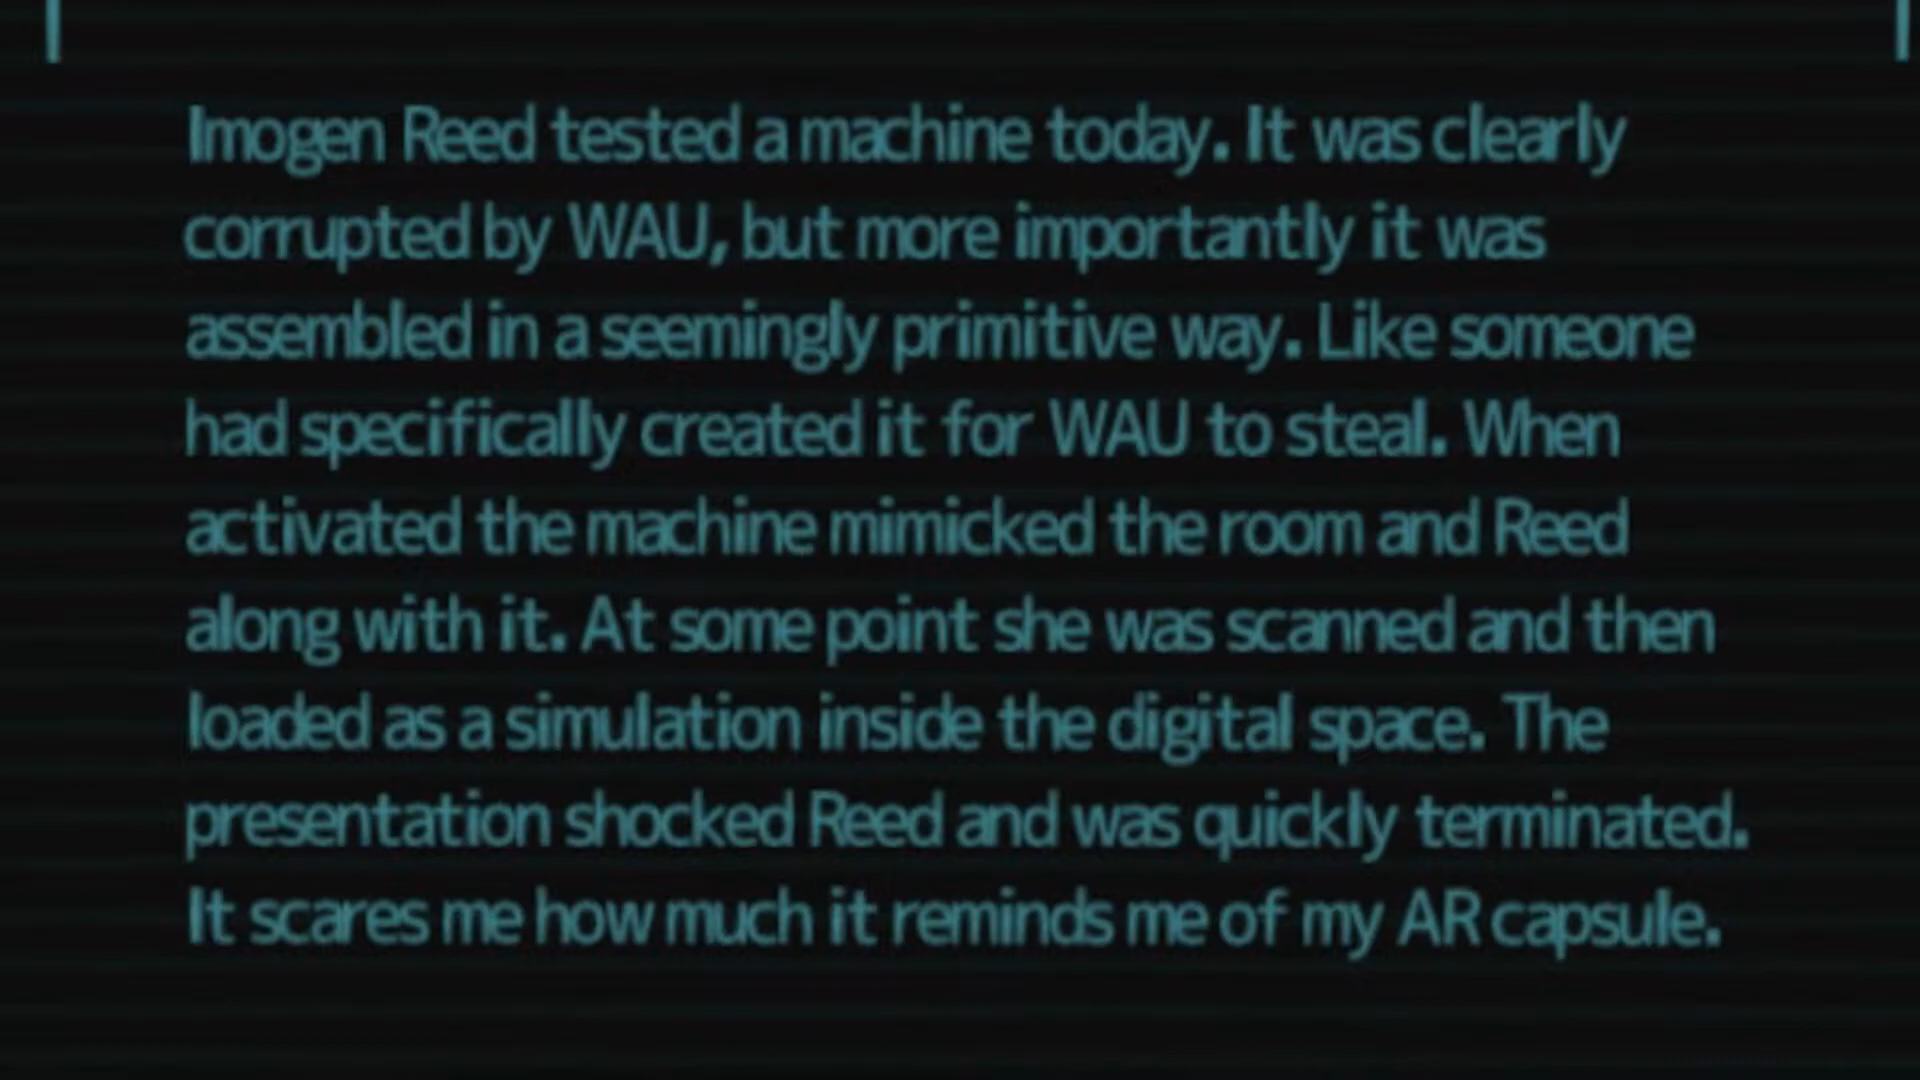 Imogen Reed tested a machine today. It was clearly
corrupted by WAU, but more importantly it was
assembled in a seemingly primitive way. Like someone
had specifically created it for WAU to steal. When
activated the machine mimicked the room and Reed
along with it. At some point she was scanned and then
loaded as a simulation inside the digital space. The
presentation shocked Reed and was quickly terminated.
It scares me how much it reminds me of my AR capsule.